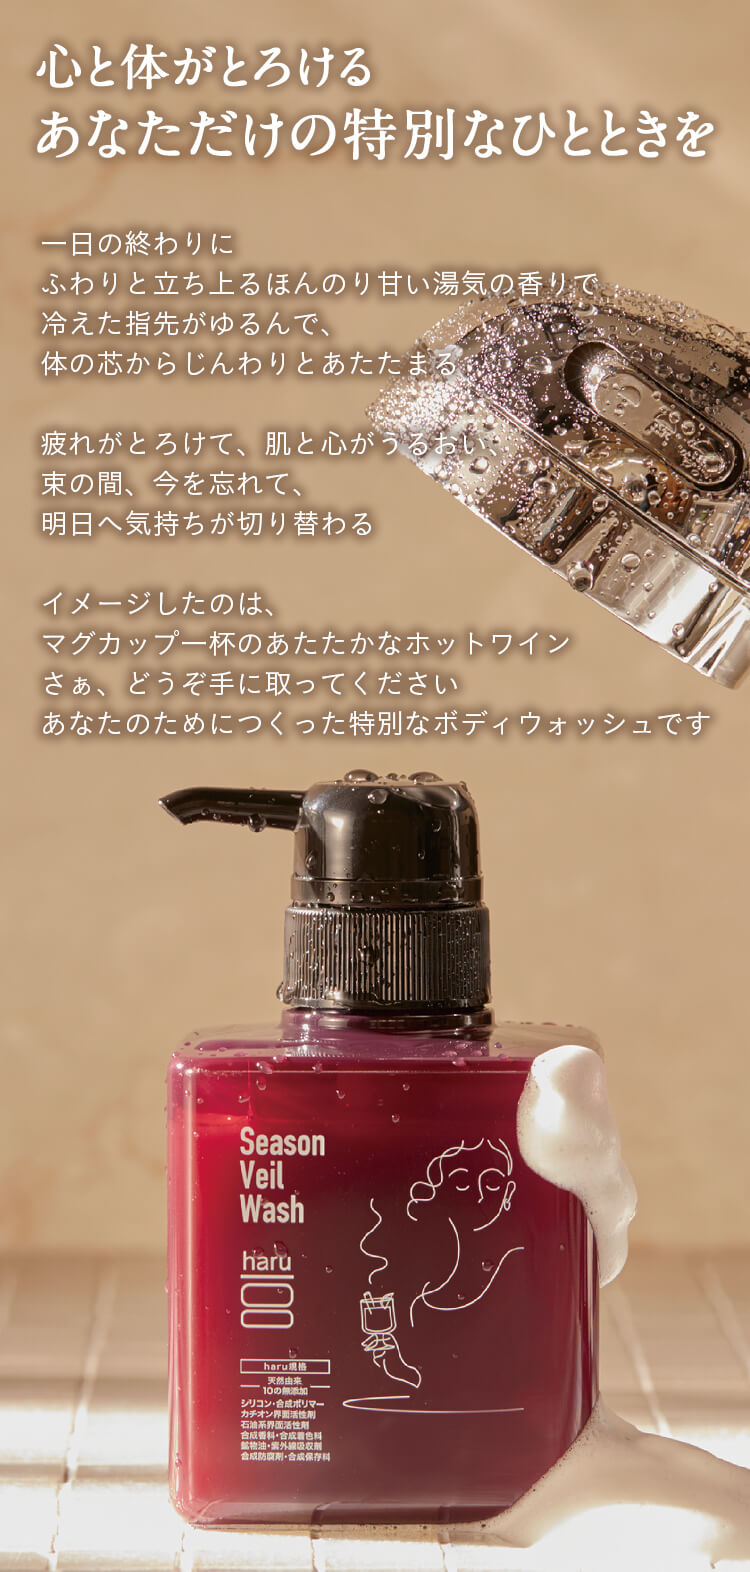 心と体がとろける
あなただけの特別なひとときを
一日の終わりに
ふわりと立ち上るほんのり甘い湯気の香りで
冷えた指先がゆるんで、
体の芯からじんわりとあたたまる
疲れがとろけて、肌と心がうるおい、
束の間、今を忘れて、
明日へ気持ちが切り替わる
イメージしたのは、
マグカップ一杯のあたたかなホットワイン
さぁ、どうぞ手に取ってください
あなたのためにつくった特別なボディウォッシュです
Season
Veil
Wash
haru
100
haru規格
天然由来
10の無添加
シリコン・合成ポリマー
カチオン界面活性剤
石油系界面活性剤
合成香料・合成着色料
鉱物油・紫外線吸収剤
合成防腐剤・合成保存料